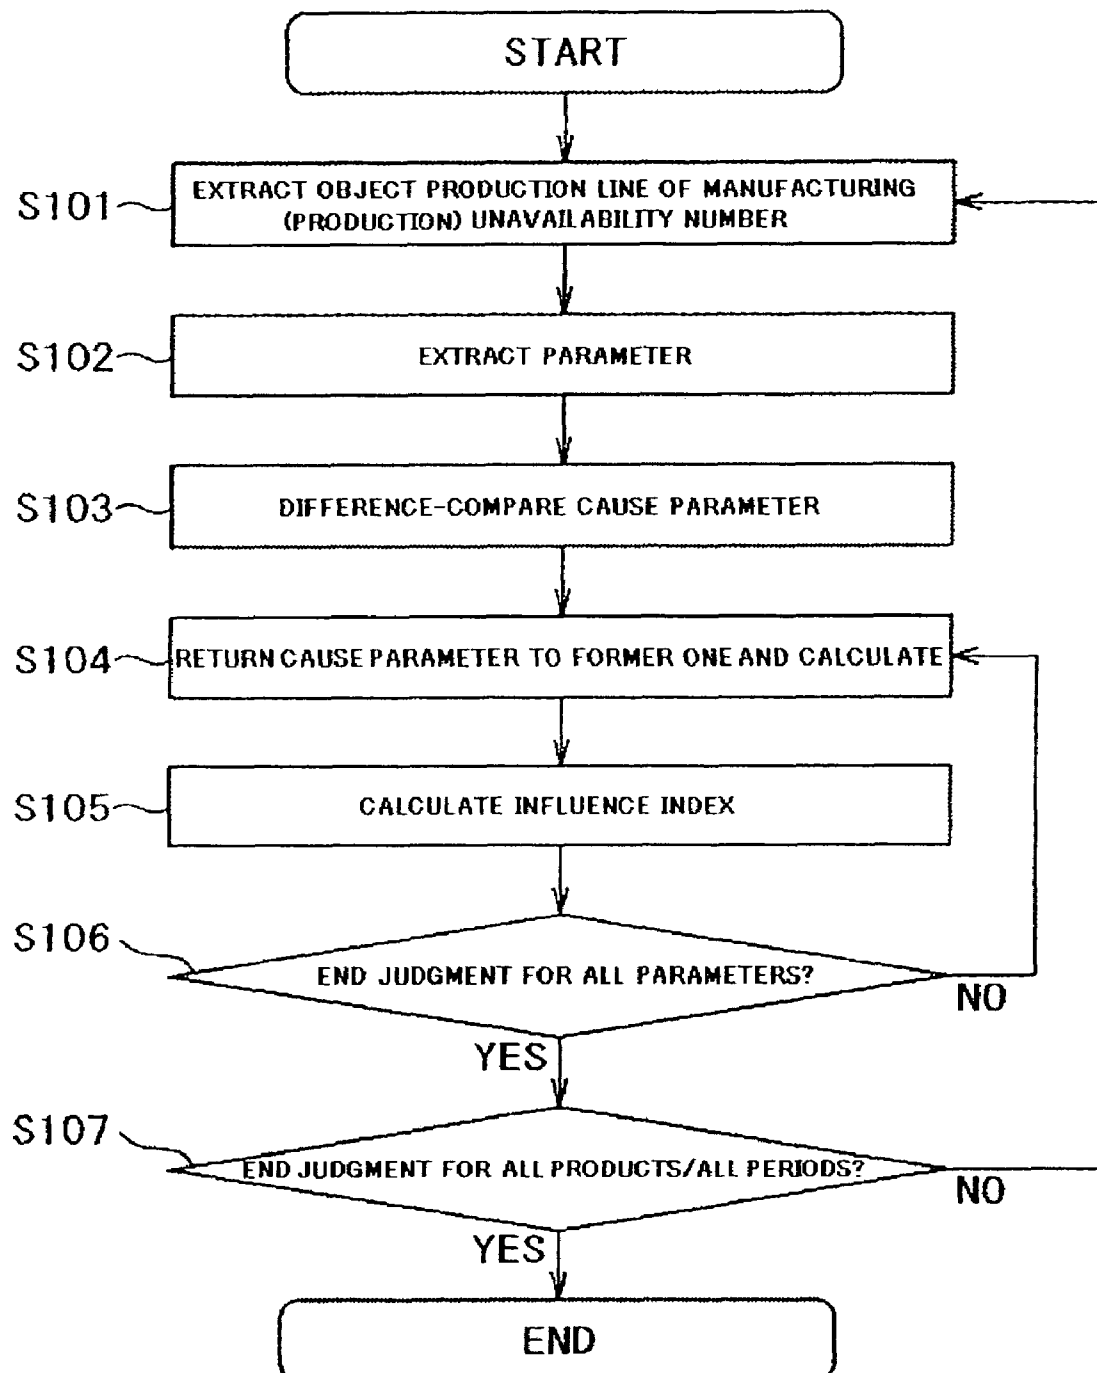 START
S101
EXTRACT OBJECT PRODUCTION LINE OF MANUFACTURING
(PRODUCTION) UNAVAILABILITY NUMBER
S102
EXTRACT PARAMETER
S103
DIFFERENCE-COMPARE CAUSE PARAMETER
S104
RETURN CAUSE PARAMETER TO FORMER ONE AND CALCULATE
S105
CALCULATE INFLUENCE INDEX
S106
END JUDGMENT FOR ALL PARAMETERS?
NO
YES
S107
END JUDGMENT FOR ALL PRODUCTS/ALL PERIODS?
NO
YES
END